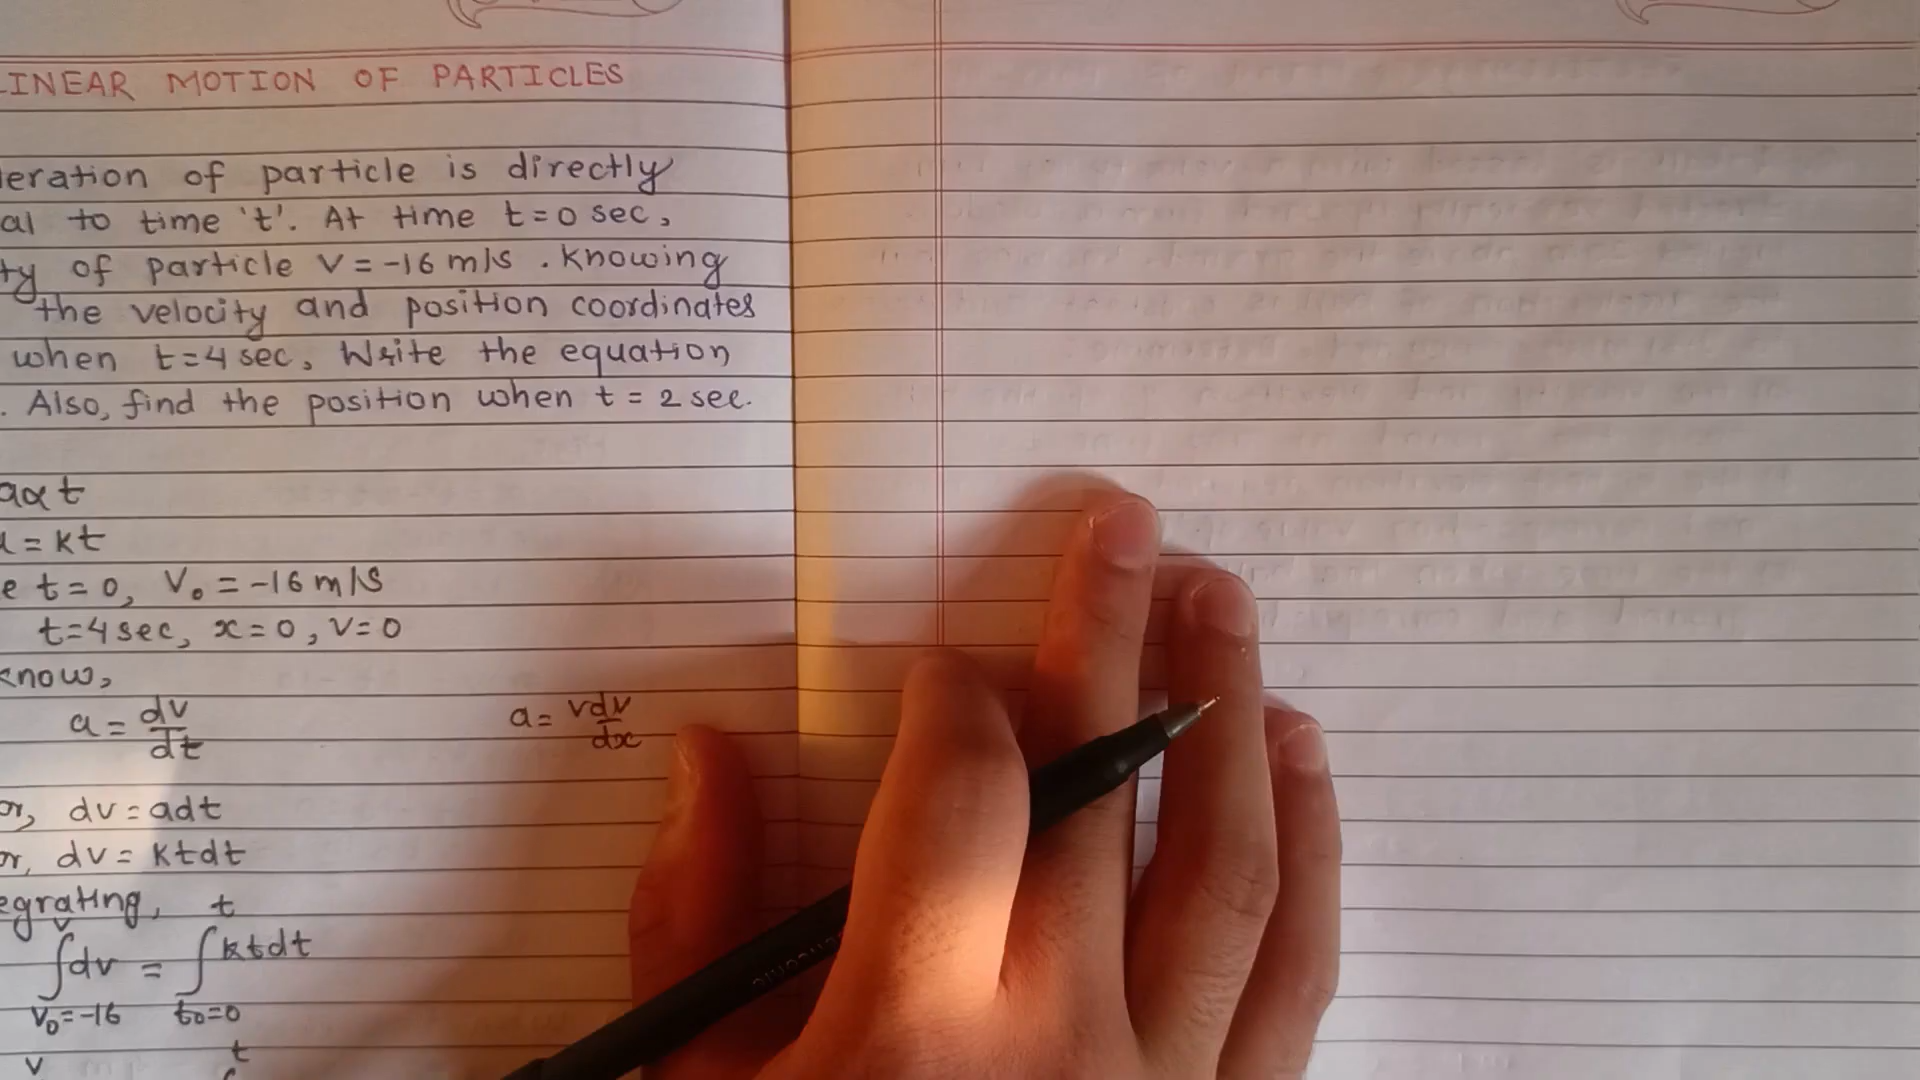 LINEAR MOTION OF PARTICLES
leration of particle is directly
al to time 't'. At time t=0 sec,
ty of particle v = -16 m/s . Knowing
the velocity and position coordinates
when t=4 sec, Write the equation
. Also, find the position when t = 2 sec.
aαt
= kt
e t=0, V₀ = -16 m/s
t=4 sec, x=0, v=0
know,
a = dv/dt a = vdv/dx
or, dv = adt
or, dv = ktdt
egrating,
∫dv = ∫ktdt
v t
V₀=-16 t₀=0
v t